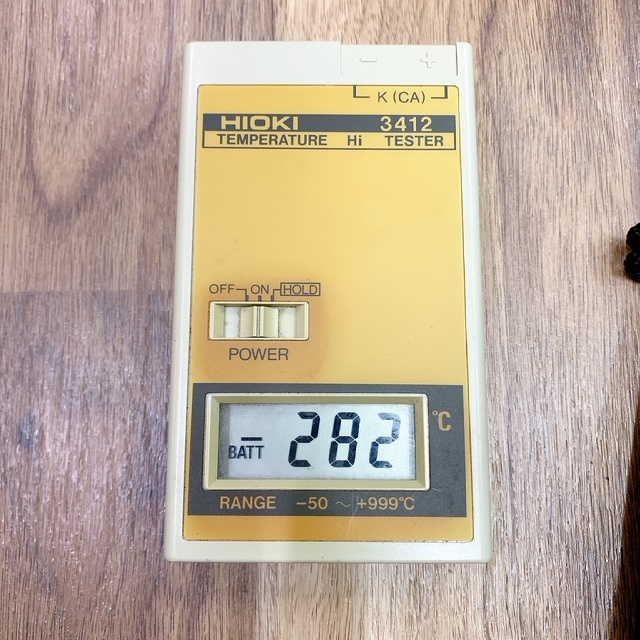 − +
K (CA)
HIOKI 3412
TEMPERATURE Hi TESTER
OFF ON HOLD
POWER
BATT − 282 °C
RANGE −50 ~ +999°C